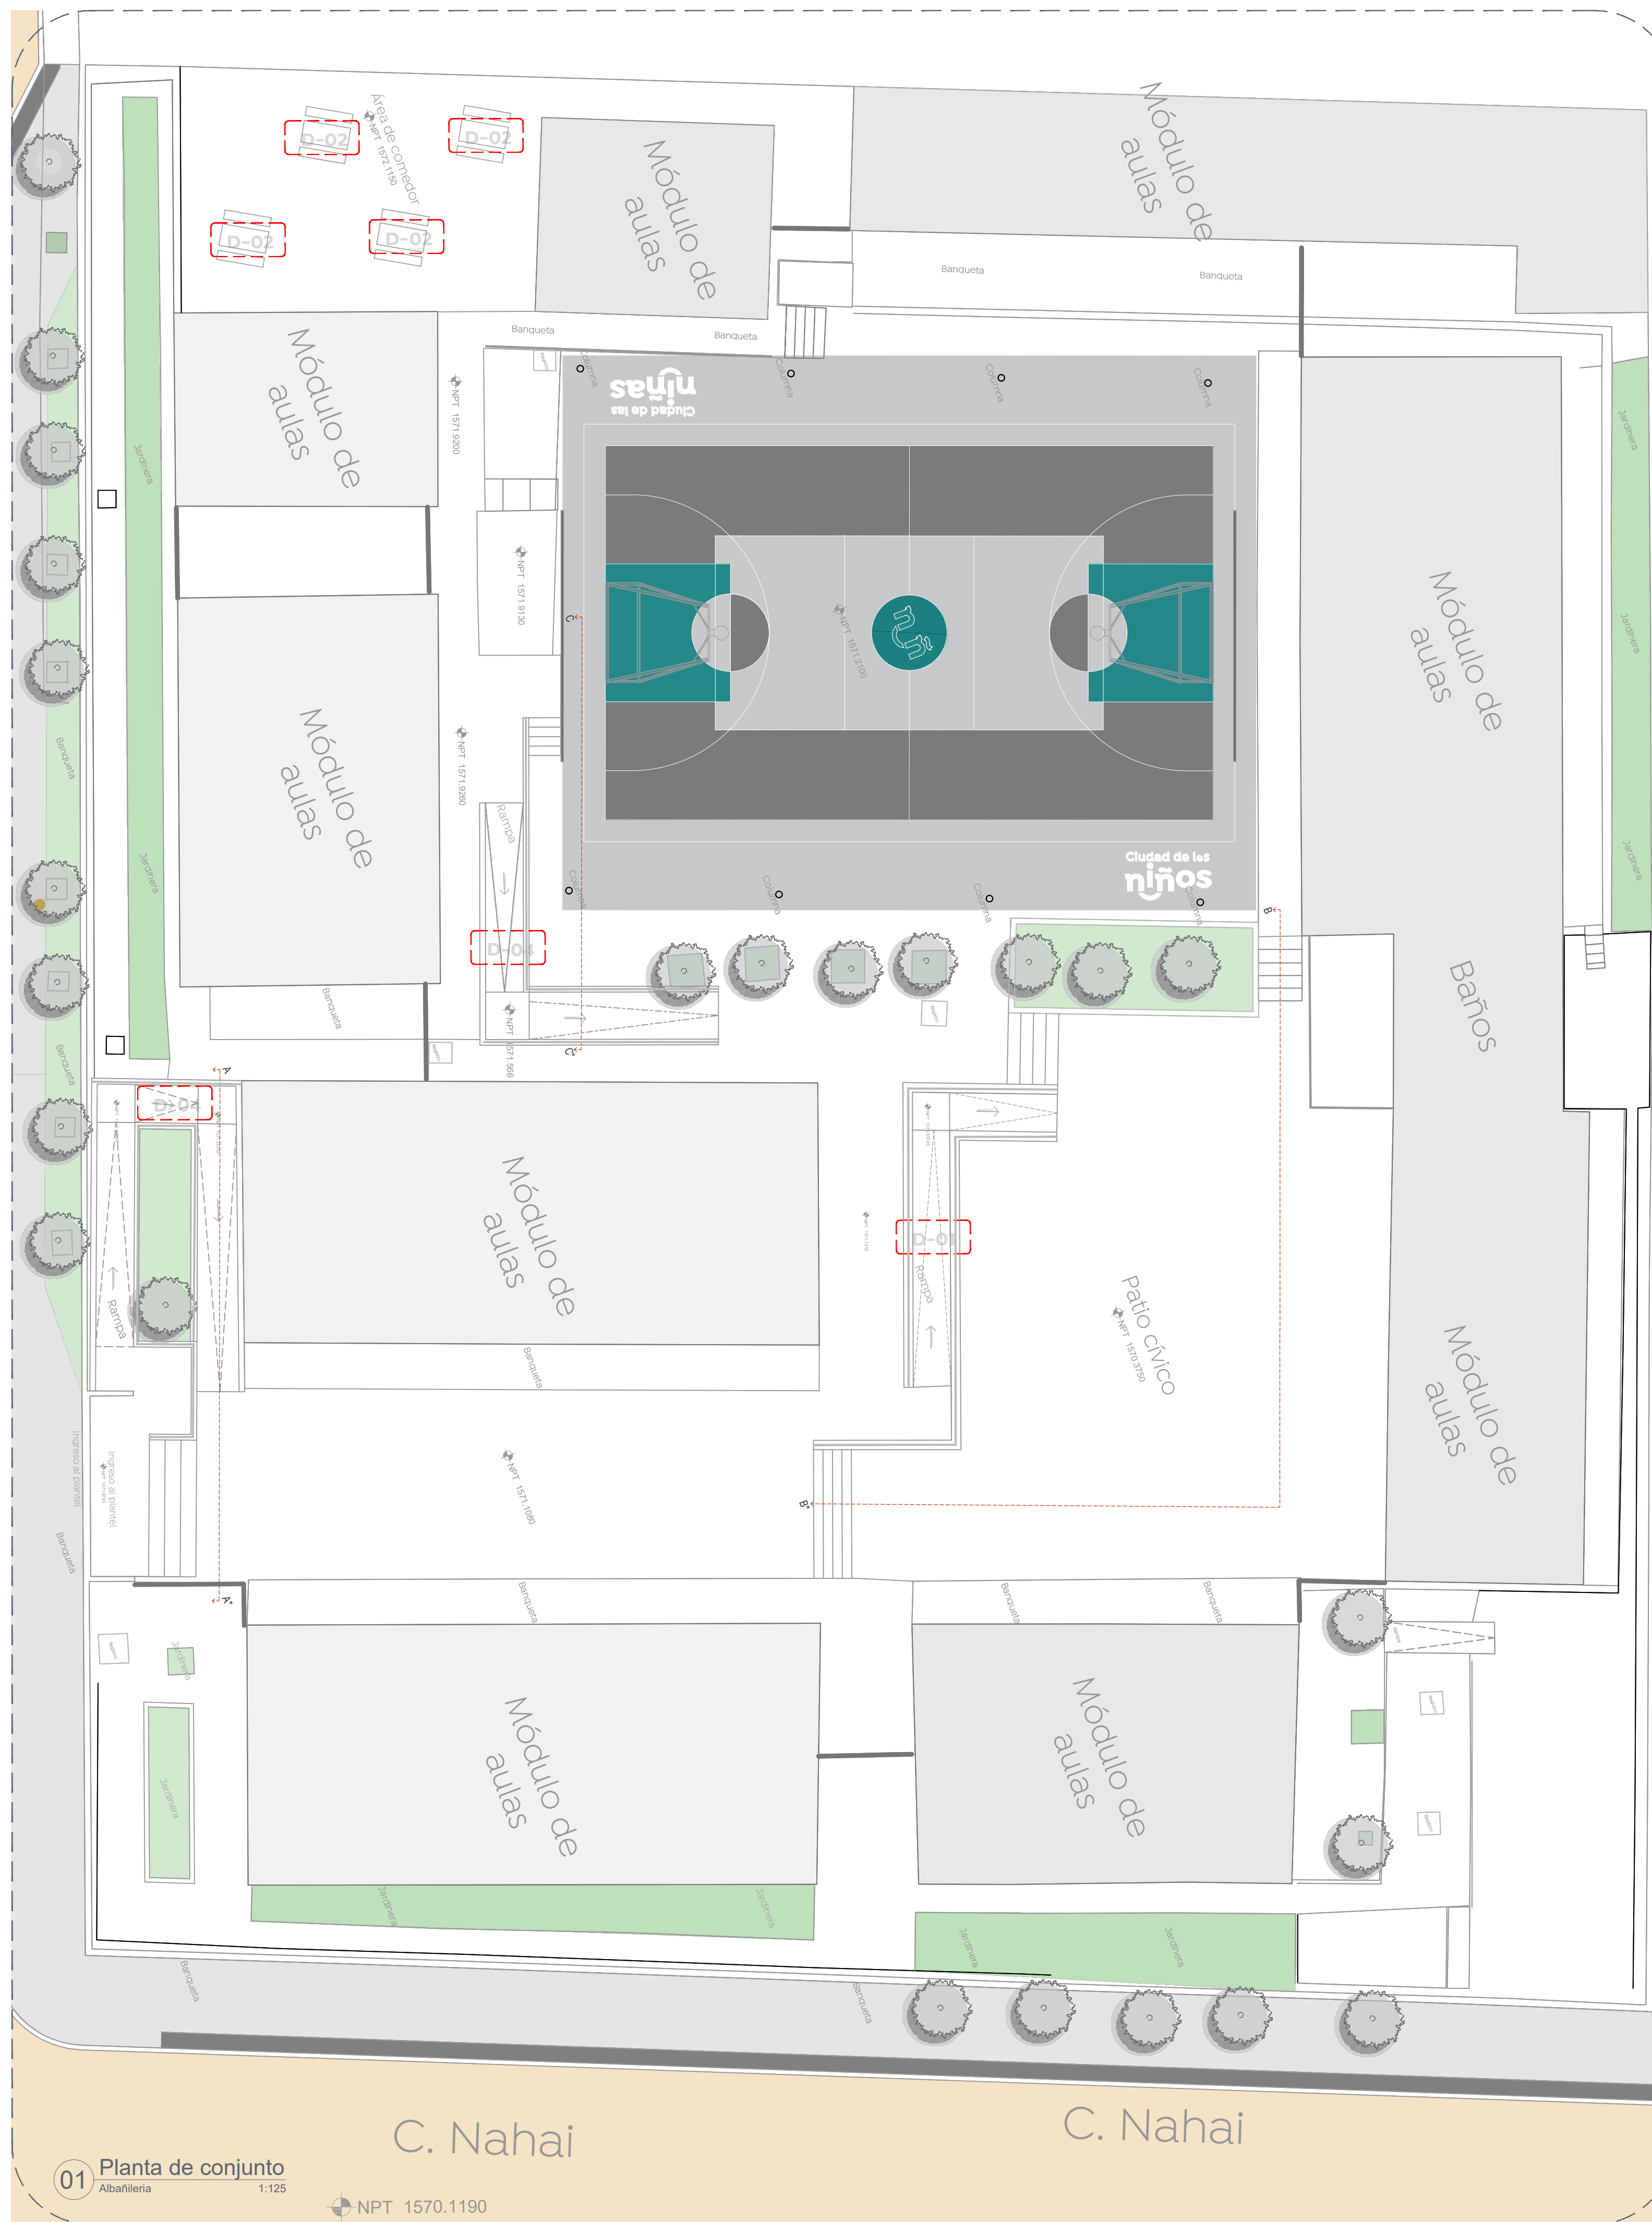 Área de comedor
NPT 1572.1150
D-02
D-02
D-02
D-02
Módulo de
aulas
Módulo de
aulas
Banqueta
Banqueta
Banqueta
Banqueta
Módulo de
aulas
NPT 1571.9200
Columna
Columna
Columna
Columna
Ciudad de las
niñas
Jardinera
Jardinera
NPT 1571.9130
NPT 1571.2100
C'
Módulo de
aulas
Jardinera
Módulo de
aulas
NPT 1571.9260
Banqueta
Rampa
Jardinera
Jardinera
Ciudad de los
niños
Columna
Columna
Columna
Columna
B'
D-04
Baños
Banqueta
NPT 1571.566
C"
Banqueta
A'
D-04
Módulo de
aulas
D-01
Rampa
Rampa
Patio cívico
NPT 1570.3750
Banqueta
Módulo de
aulas
Ingreso al plantel
Ingreso al plantel
NPT 1571.1080
B"
Banqueta
A"
Banqueta
Banqueta
Banqueta
Jardinera
Módulo de
aulas
Módulo de
aulas
Jardinera
Jardinera
Jardinera
Jardinera
Jardinera
Banqueta
Banqueta
C. Nahai
C. Nahai
01
Planta de conjunto
Albañileria
1:125
NPT 1570.1190